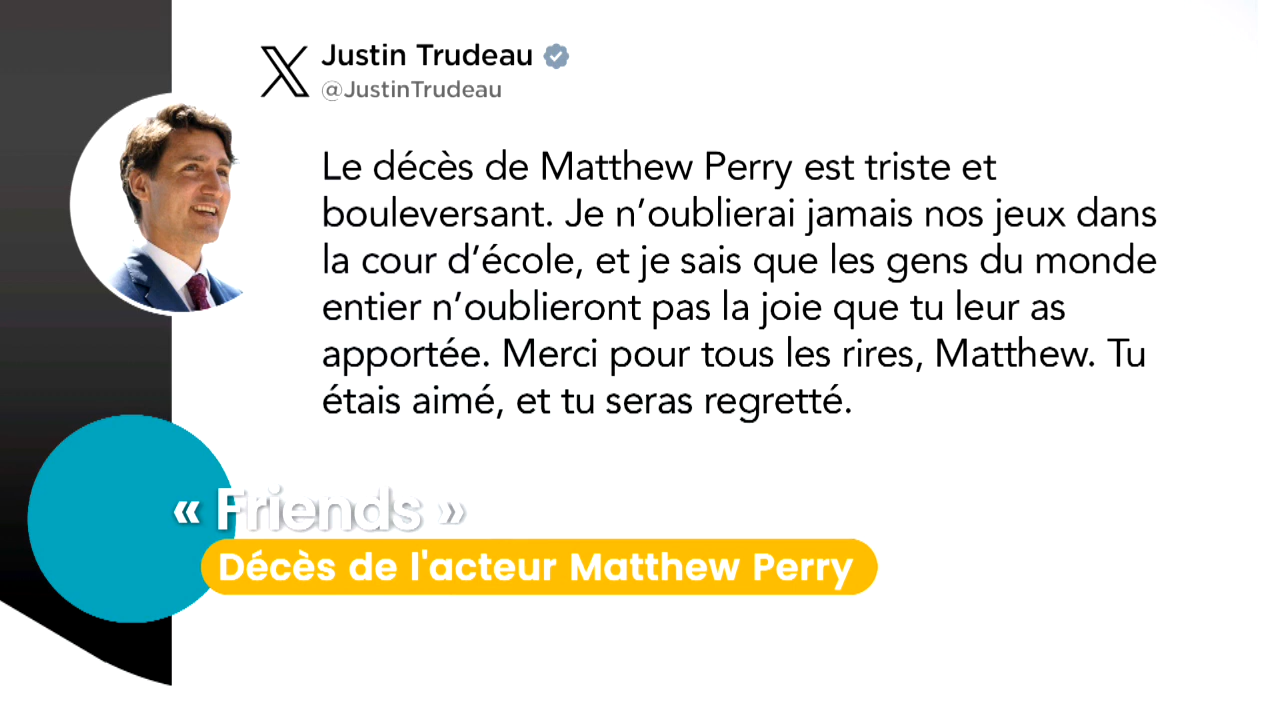 Justin Trudeau
@JustinTrudeau
Le décès de Matthew Perry est triste et
bouleversant. Je n’oublierai jamais nos jeux dans
la cour d’école, et je sais que les gens du monde
entier n’oublieront pas la joie que tu leur as
apportée. Merci pour tous les rires, Matthew. Tu
étais aimé, et tu seras regretté.
« Friends »
Décès de l'acteur Matthew Perry